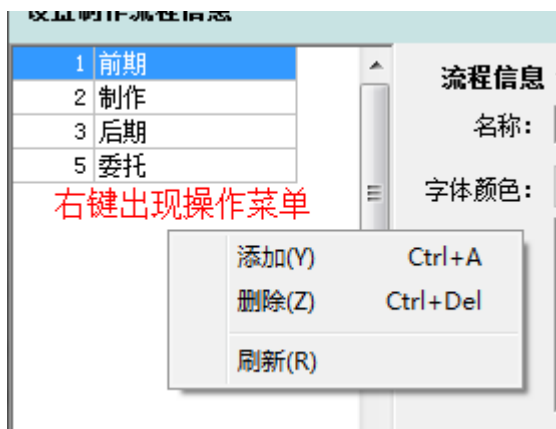 设置制作流程信息
1 前期
2 制作
3 后期
5 委托
右键出现操作菜单
流程信息
名称：
字体颜色：
添加(Y) Ctrl+A
删除(Z) Ctrl+Del
刷新(R)